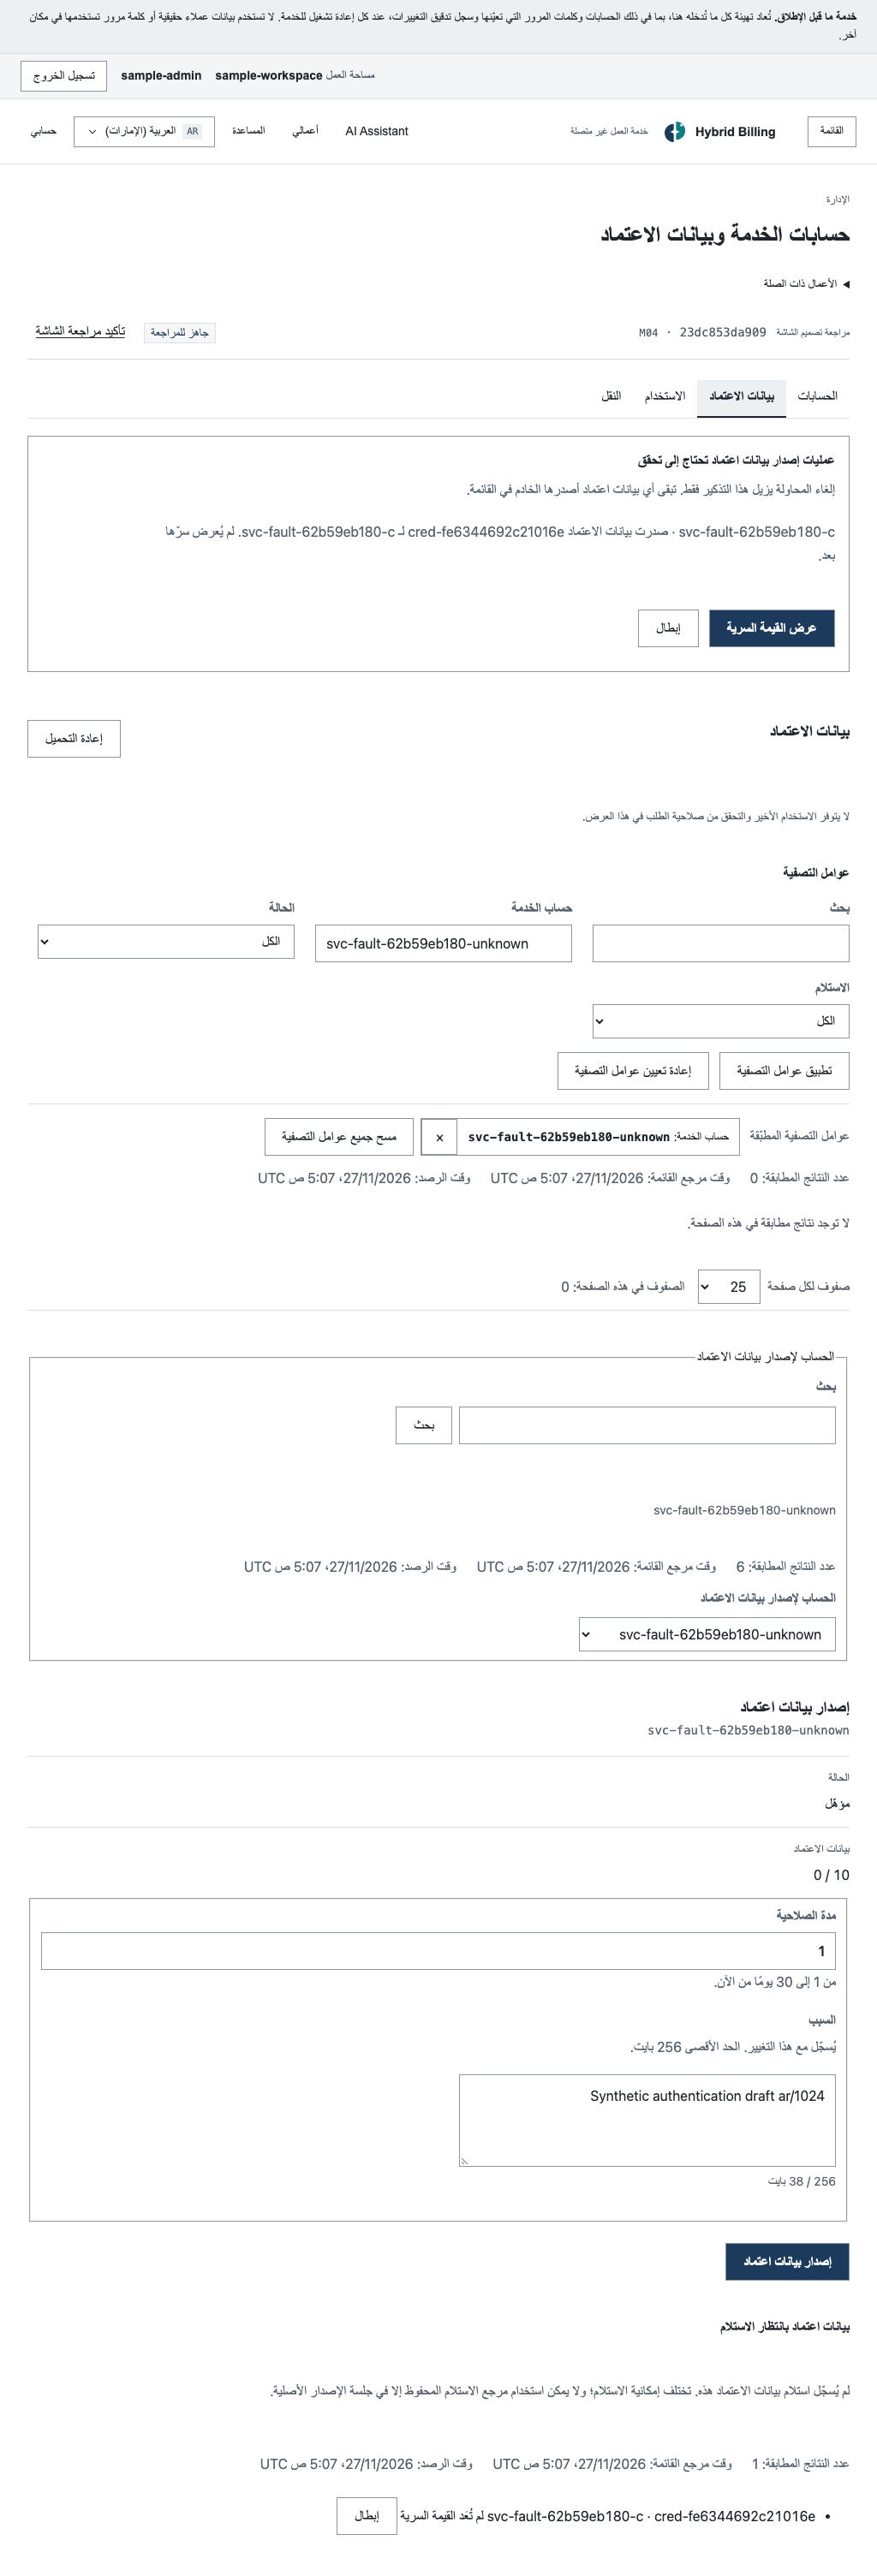 خدمة ما قبل الإطلاق. تُعاد تهيئة كل ما تُدخله هنا، بما في ذلك الحسابات وكلمات المرور التي تعيّنها وسجل تدقيق التغييرات، عند كل إعادة تشغيل للخدمة. لا تستخدم بيانات عملاء حقيقية أو كلمة مرور تستخدمها في مكان
آخر.
مساحة العمل sample-workspace sample-admin تسجيل الخروج
القائمة Hybrid Billing خدمة العمل غير متصلة AI Assistant أعمالي المساعدة AR العربية (الإمارات) حسابي
الإدارة
حسابات الخدمة وبيانات الاعتماد
الأعمال ذات الصلة
مراجعة تصميم الشاشة M04 · 23dc853da909 جاهز للمراجعة تأكيد مراجعة الشاشة
الحسابات بيانات الاعتماد الاستخدام النقل
عمليات إصدار بيانات اعتماد تحتاج إلى تحقق
إلغاء المحاولة يزيل هذا التذكير فقط. تبقى أي بيانات اعتماد أصدرها الخادم في القائمة.
svc-fault-62b59eb180-c · صدرت بيانات الاعتماد cred-fe6344692c21016e لـ svc-fault-62b59eb180-c. لم يُعرض سرّها
بعد.
عرض القيمة السرية إبطال
بيانات الاعتماد إعادة التحميل
لا يتوفر الاستخدام الأخير والتحقق من صلاحية الطلب في هذا العرض.
عوامل التصفية
بحث حساب الخدمة الحالة
svc-fault-62b59eb180-unknown الكل
الاستلام
الكل
تطبيق عوامل التصفية إعادة تعيين عوامل التصفية
عوامل التصفية المطبّقة حساب الخدمة: svc-fault-62b59eb180-unknown × مسح جميع عوامل التصفية
عدد النتائج المطابقة: 0 وقت مرجع القائمة: 27/11/2026، 5:07 ص UTC وقت الرصد: 27/11/2026، 5:07 ص UTC
لا توجد نتائج مطابقة في هذه الصفحة.
صفوف لكل صفحة 25 الصفوف في هذه الصفحة: 0
الحساب لإصدار بيانات الاعتماد
بحث
بحث
svc-fault-62b59eb180-unknown
عدد النتائج المطابقة: 6 وقت مرجع القائمة: 27/11/2026، 5:07 ص UTC وقت الرصد: 27/11/2026، 5:07 ص UTC
الحساب لإصدار بيانات الاعتماد
svc-fault-62b59eb180-unknown
إصدار بيانات اعتماد
svc-fault-62b59eb180-unknown
الحالة
مؤهّل
بيانات الاعتماد
0 / 10
مدة الصلاحية
1
من 1 إلى 30 يومًا من الآن.
السبب
يُسجّل مع هذا التغيير. الحد الأقصى 256 بايت.
Synthetic authentication draft ar/1024
256 / 38 بايت
إصدار بيانات اعتماد
بيانات اعتماد بانتظار الاستلام
لم يُسجّل استلام بيانات الاعتماد هذه. تختلف إمكانية الاستلام؛ ولا يمكن استخدام مرجع الاستلام المحفوظ إلا في جلسة الإصدار الأصلية.
عدد النتائج المطابقة: 1 وقت مرجع القائمة: 27/11/2026، 5:07 ص UTC وقت الرصد: 27/11/2026، 5:07 ص UTC
• svc-fault-62b59eb180-c · cred-fe6344692c21016e لم تُعَد القيمة السرية إبطال